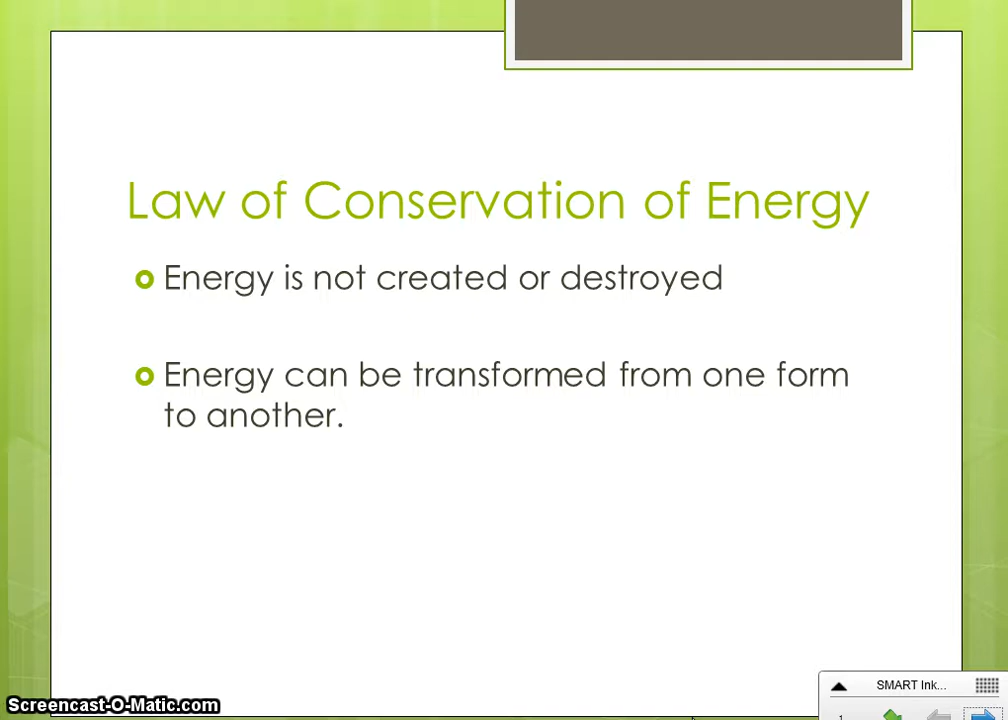 Law of Conservation of Energy
Energy is not created or destroyed
Energy can be transformed from one form
to another.
Screencast-O-Matic.com
SMART Ink...
1